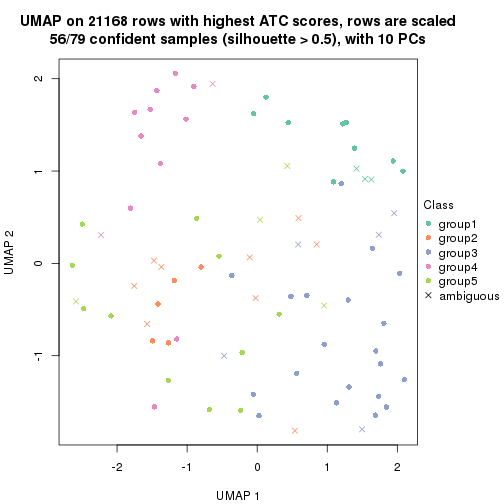 UMAP on 21168 rows with highest ATC scores, rows are scaled
56/79 confident samples (silhouette > 0.5), with 10 PCs
2
1
0
-1
UMAP 2
-2
-1
0
1
2
UMAP 1
Class
group1
group2
group3
group4
group5
ambiguous